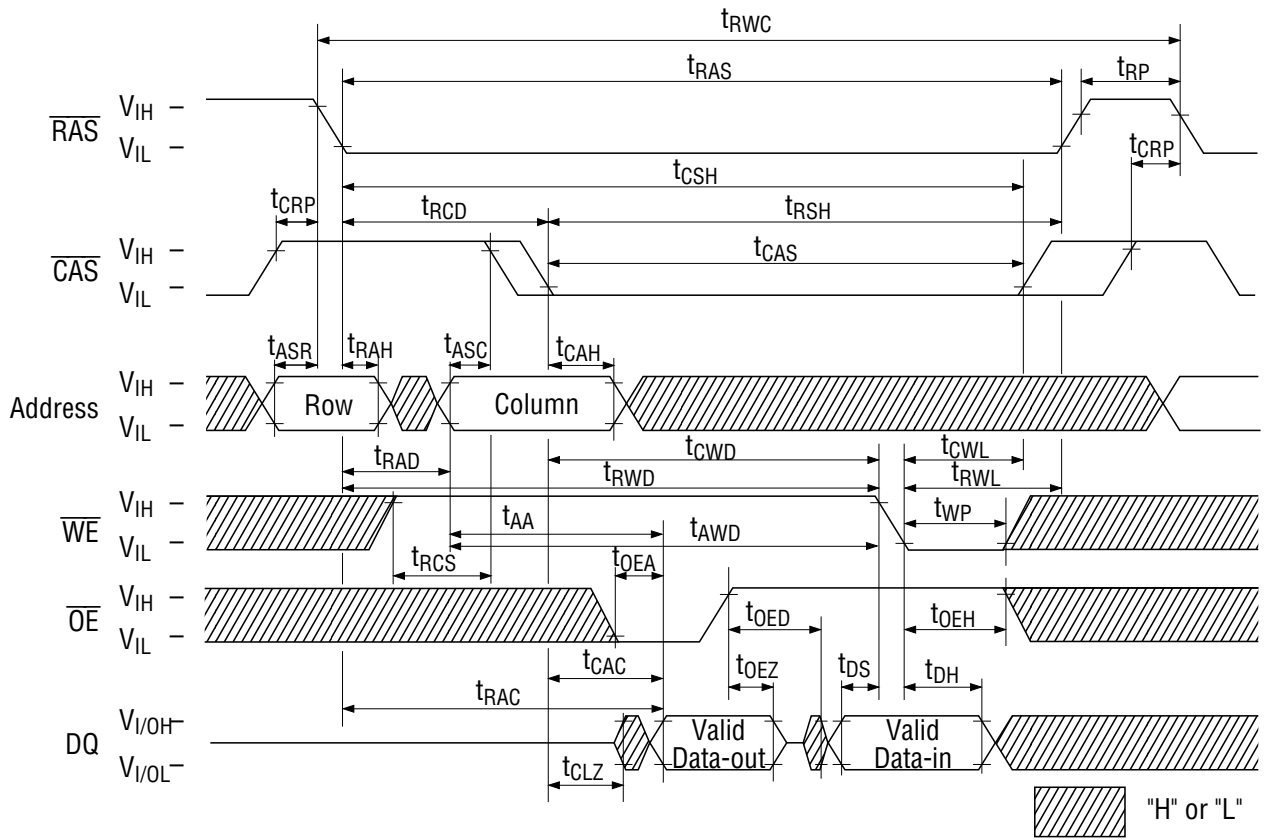 tRWC
tRAS
tRP
RAS
VIH
VIL
tCRP
tCSH
tCRP
tRCD
tRSH
CAS
VIH
VIL
tCAS
tASR
tRAH
tASC
tCAH
Address
VIH
VIL
Row
Column
tRAD
tCWD
tCWL
tRWD
tRWL
WE
VIH
VIL
tAA
tAWD
tWP
tRCS
tOEA
OE
VIH
VIL
tOED
tOEH
tCAC
tOEZ
tDS
tDH
tRAC
DQ
VI/OH
VI/OL
Valid
Data-out
Valid
Data-in
tCLZ
"H" or "L"